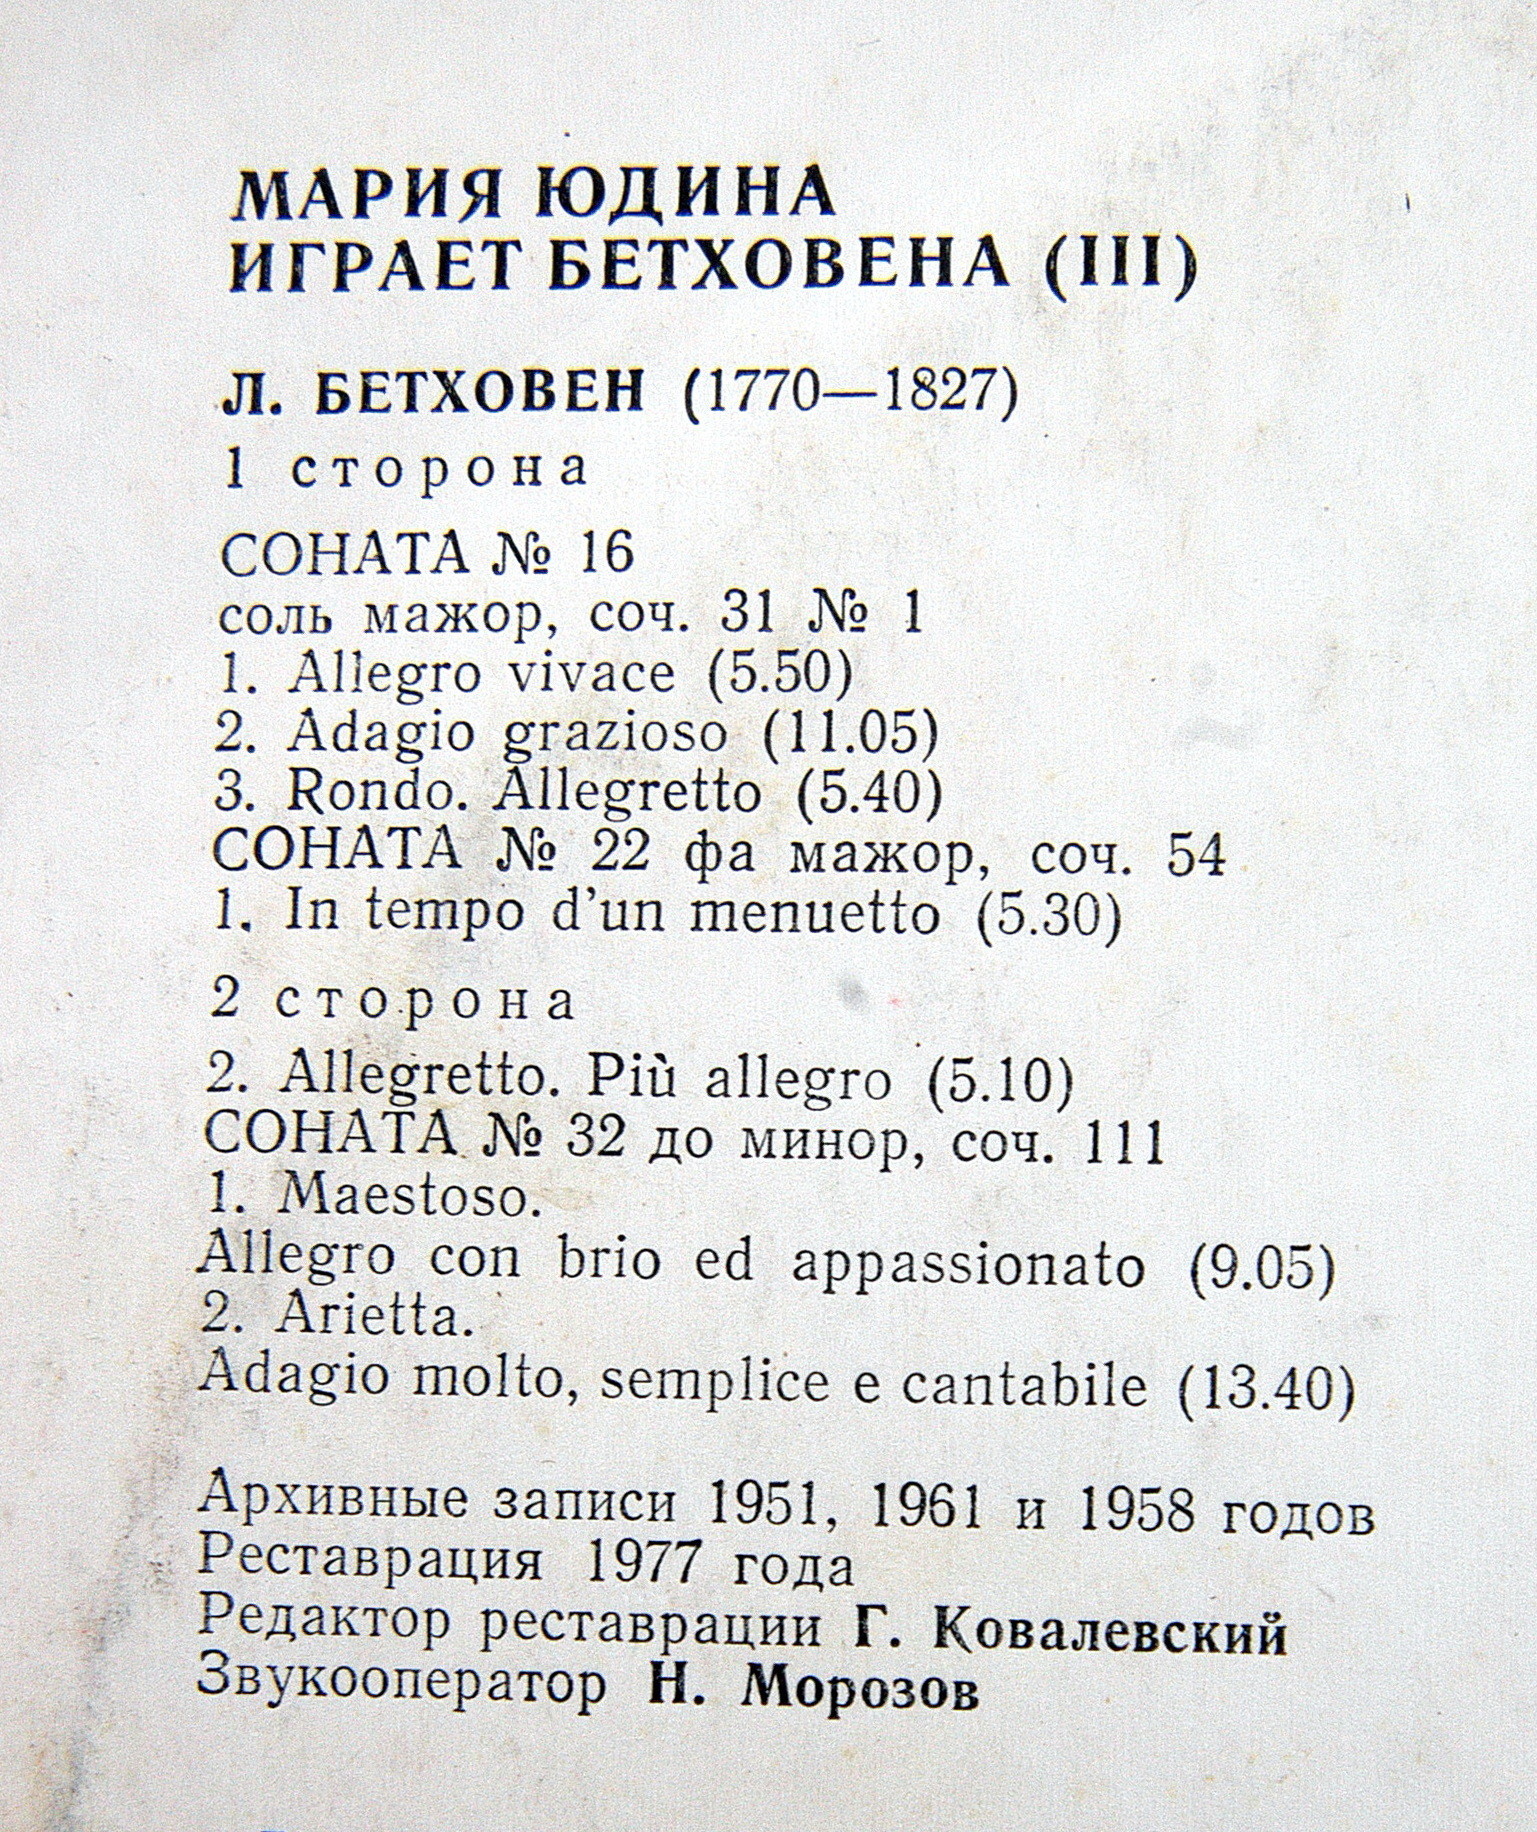 МАРИЯ ЮДИНА
ИГРАЕТ БЕТХОВЕНА (III)
Л. БЕТХОВЕН (1770—1827)
1 сторона
СОНАТА № 16
соль мажор, соч. 31 № 1
1. Allegro vivace (5.50)
2. Adagio grazioso (11.05)
3. Rondo. Allegretto (5.40)
СОНАТА № 22 фа мажор, соч. 54
1. In tempo d'un menuetto (5.30)
2 сторона
2. Allegretto. Più allegro (5.10)
СОНАТА № 32 до минор, соч. 111
1. Maestoso.
Allegro con brio ed appassionato (9.05)
2. Arietta.
Adagio molto, semplice e cantabile (13.40)
Архивные записи 1951, 1961 и 1958 годов
Реставрация 1977 года
Редактор реставрации Г. Ковалевский
Звукооператор Н. Морозов